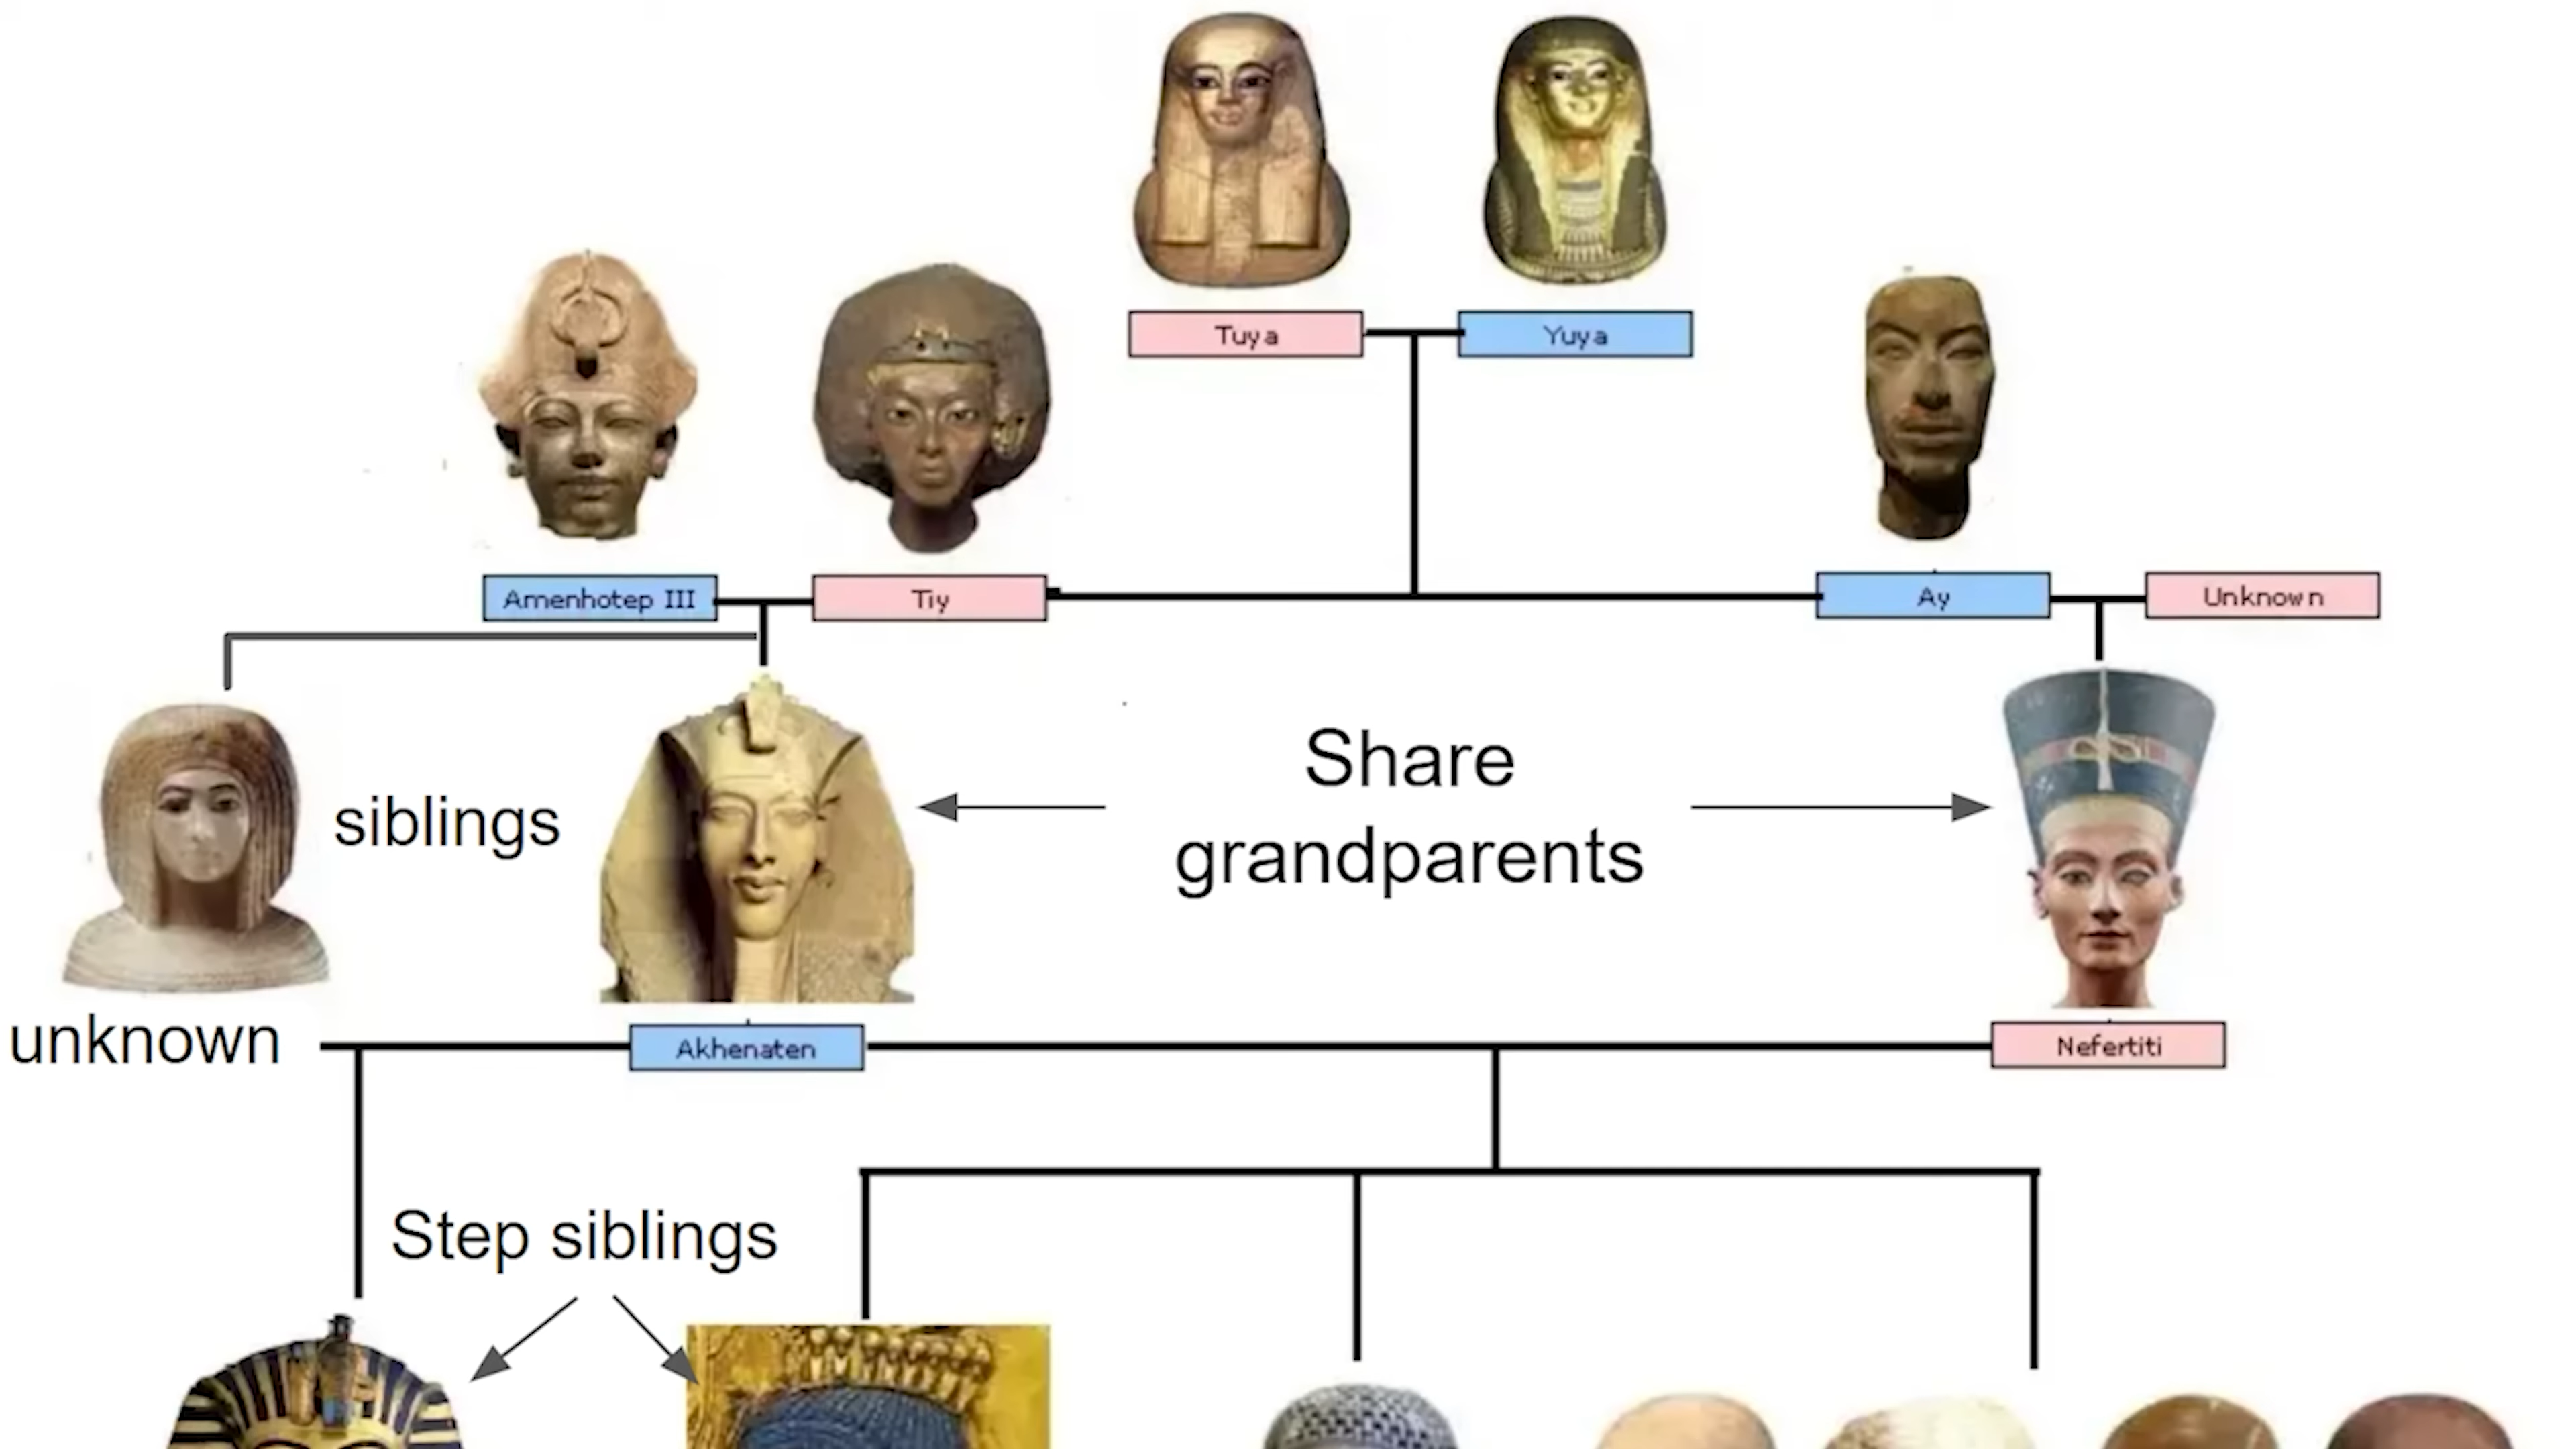 Tuya
Yuya
Amenhotep III
Tiy
Ay
Unknown
siblings
Share
grandparents
unknown
Akhenaten
Nefertiti
Step siblings